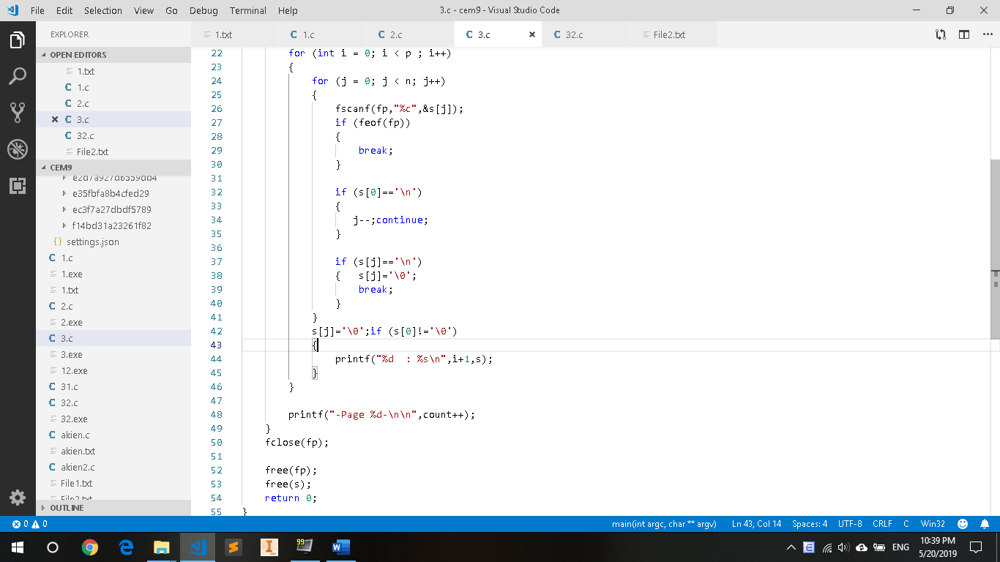 File Edit Selection View Go Debug Terminal Help 3.c - cem9 - Visual Studio Code
EXPLORER
OPEN EDITORS
1.txt
1.c
2.c
3.c
32.c
File2.txt
CEM9
e2d7a927d6559db4
e35fbfa8b4cfed29
ec3f7a27dbdf5789
f14bd31a23261f82
{} settings.json
1.c
1.exe
1.txt
2.c
2.exe
3.c
3.exe
12.exe
31.c
32.c
32.exe
akien.c
akien.txt
akien2.c
File1.txt
File2.txt
OUTLINE
1.txt 1.c 2.c 3.c 32.c File2.txt
22 for (int i = 0; i < p ; i++)
23 {
24 for (j = 0; j < n; j++)
25 {
26 fscanf(fp,"%c",&s[j]);
27 if (feof(fp))
28 {
29 break;
30 }
31
32 if (s[0]=='\n')
33 {
34 j--;continue;
35 }
36
37 if (s[j]=='\n')
38 { s[j]='\0';
39 break;
40 }
41 }
42 s[j]='\0';if (s[0]!='\0')
43 {
44 printf("%d  : %s\n",i+1,s);
45 }
46 }
47
48 printf("-Page %d-\n\n",count++);
49 }
50 fclose(fp);
51
52 free(fp);
53 free(s);
54 return 0;
55 }
0 0 main(int argc, char ** argv) Ln 43, Col 14 Spaces: 4 UTF-8 CRLF C Win32
99 ENG 10:39 PM
5/20/2019